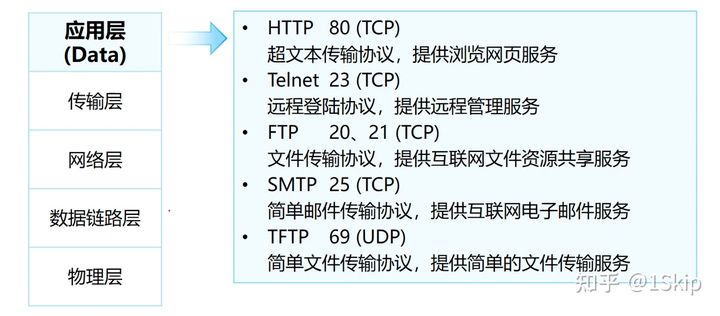 应用层
(Data)
传输层
网络层
数据链路层
物理层
• HTTP 80 (TCP)
超文本传输协议，提供浏览网页服务
• Telnet 23 (TCP)
远程登陆协议，提供远程管理服务
• FTP 20、21 (TCP)
文件传输协议，提供互联网文件资源共享服务
• SMTP 25 (TCP)
简单邮件传输协议，提供互联网电子邮件服务
• TFTP 69 (UDP)
简单文件传输协议，提供简单的文件传输服务
知乎 @1Skip